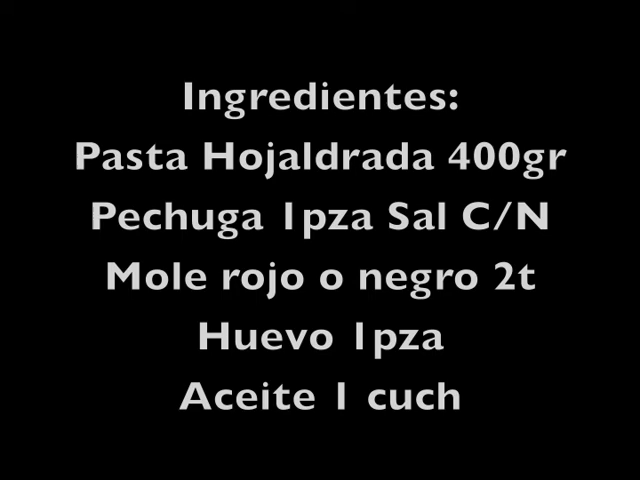 Ingredientes:
Pasta Hojaldrada 400gr
Pechuga 1pza Sal C/N
Mole rojo o negro 2t
Huevo 1pza
Aceite 1 cuch